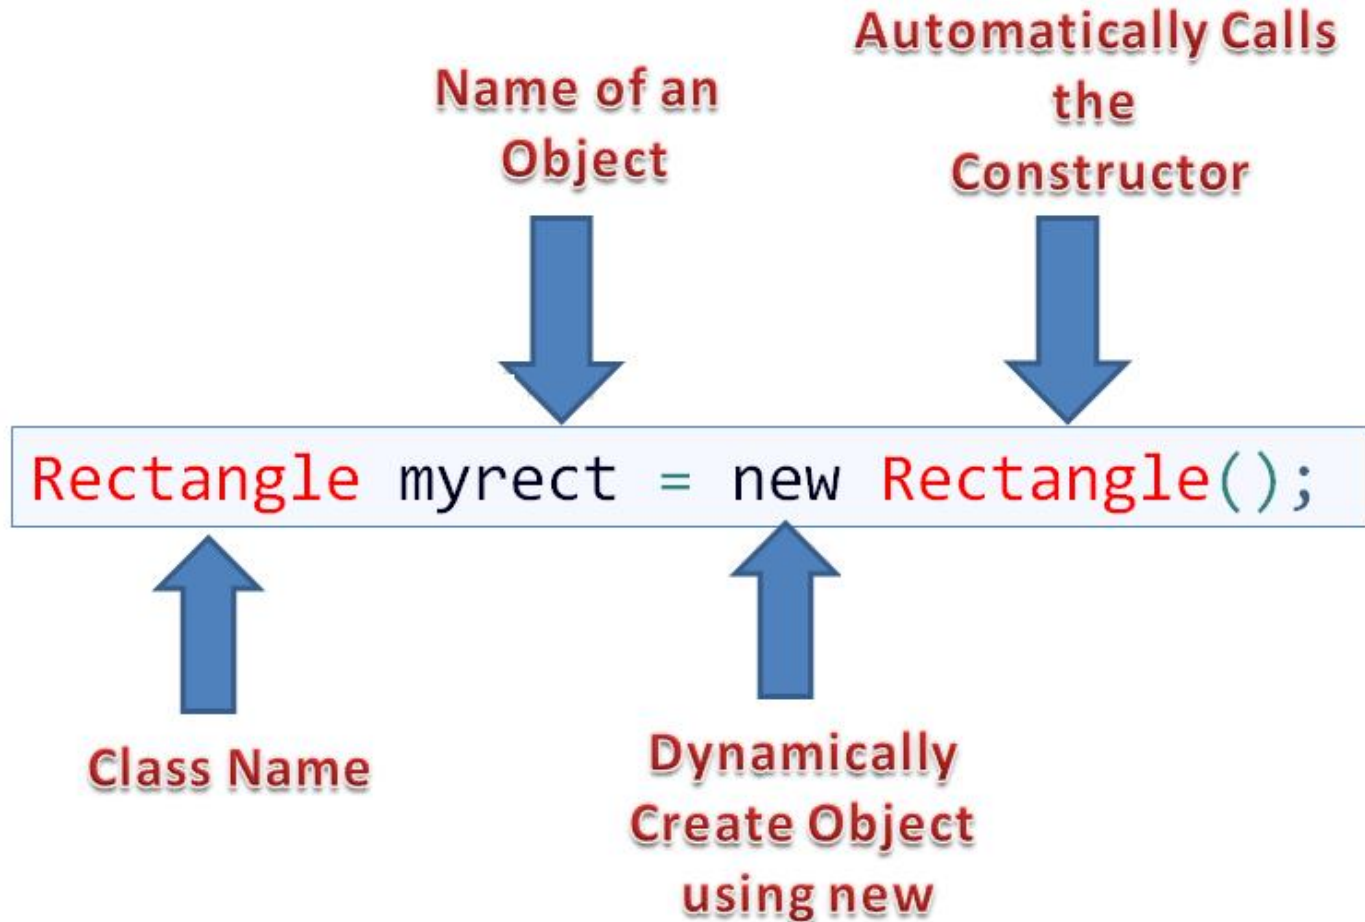 Name of an
Object
Automatically Calls
the
Constructor
Rectangle myrect = new Rectangle();
Class Name
Dynamically
Create Object
using new